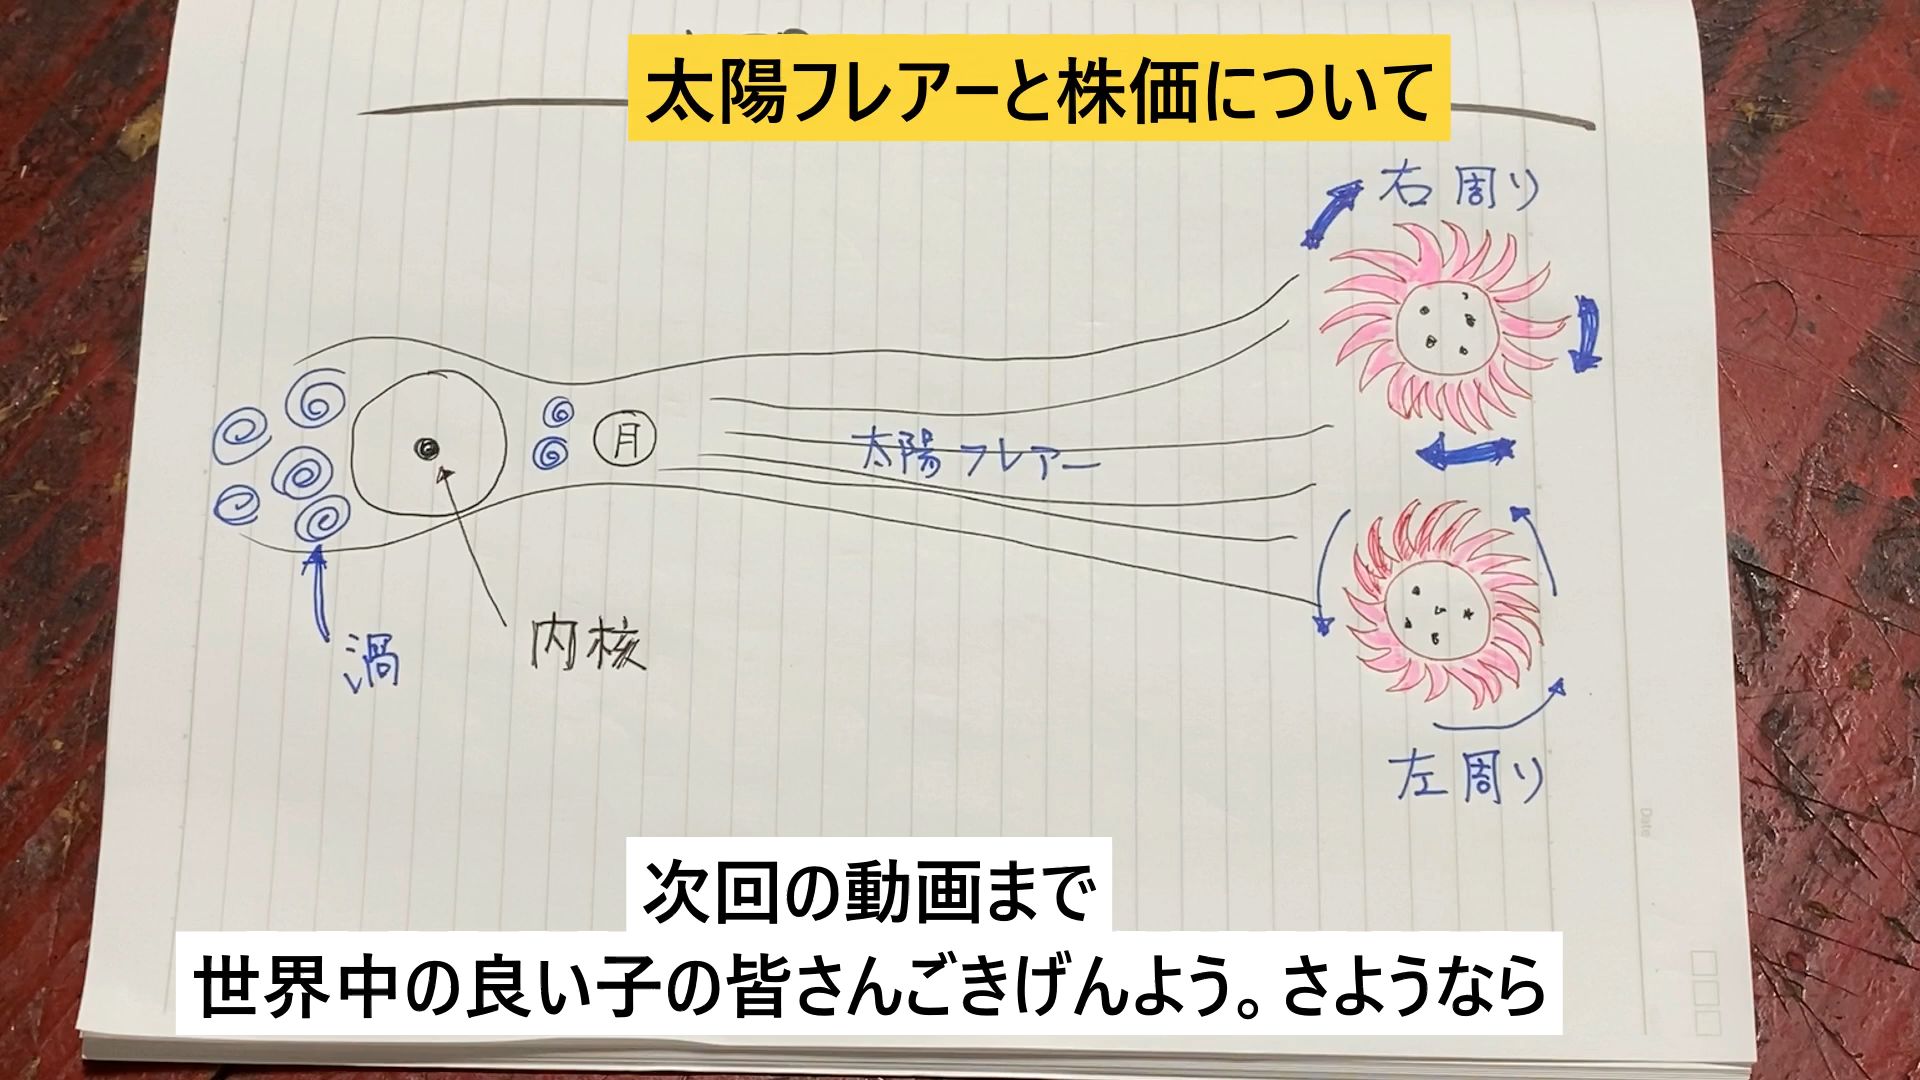 太陽フレアーと株価について
右周り
月
太陽フレアー
内核
渦
左周り
Date
次回の動画まで
世界中の良い子の皆さんごきげんよう。さようなら